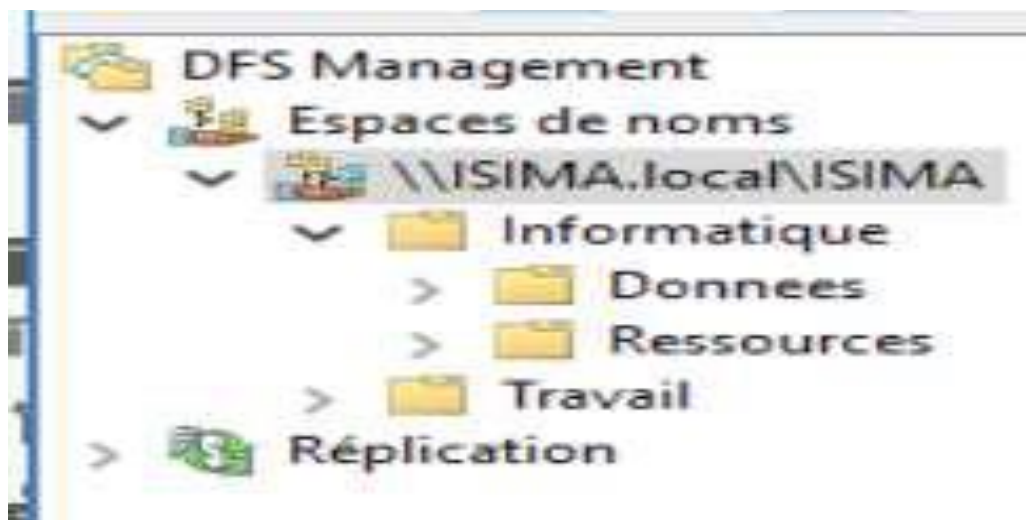 DFS Management
Espaces de noms
\\ISIMA.local\ISIMA
Informatique
Donnees
Ressources
Travail
Réplication